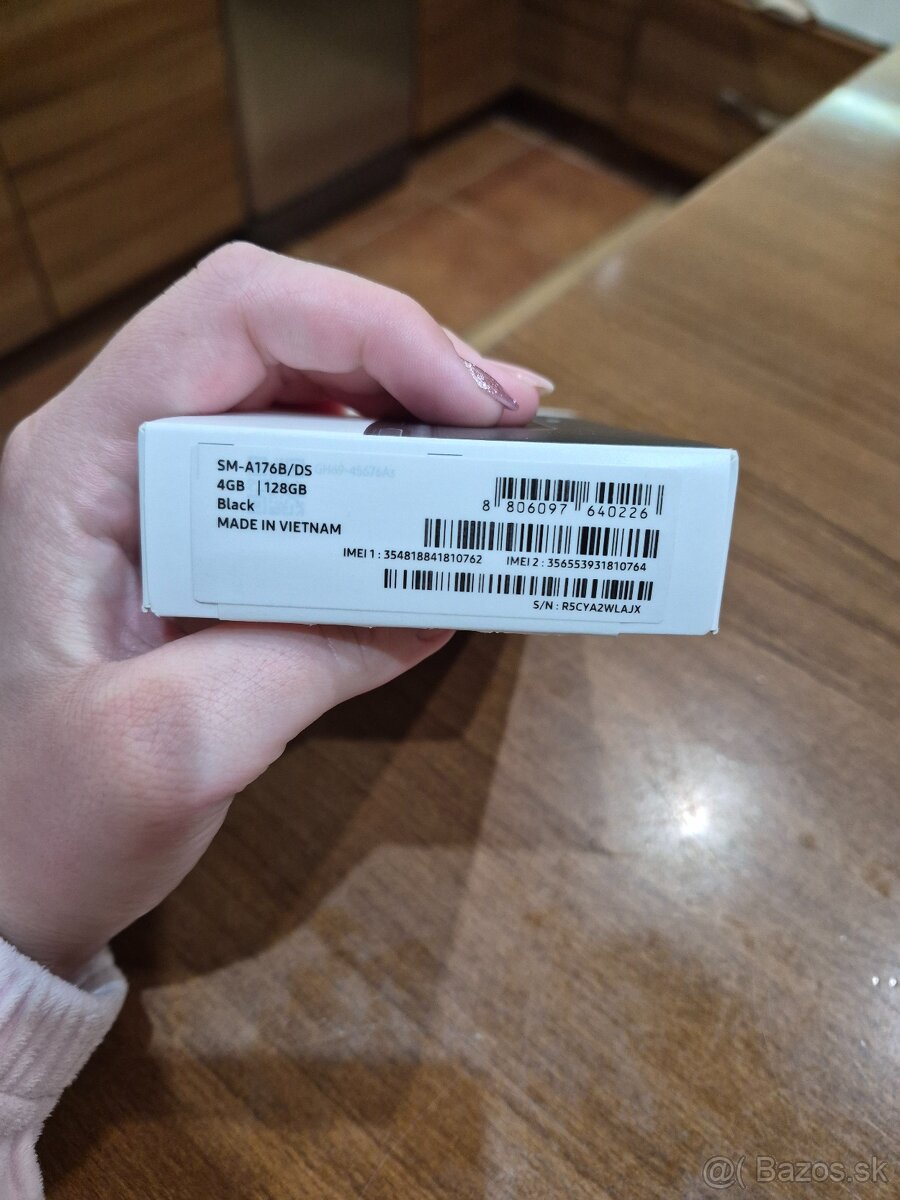 SM-A176B/DS
4GB | 128GB
Black
MADE IN VIETNAM
8 806097 640226
IMEI 1 : 354818841810762 IMEI 2 : 356553931810764
S/N : R5CYA2WLAJX
@( Bazos.sk